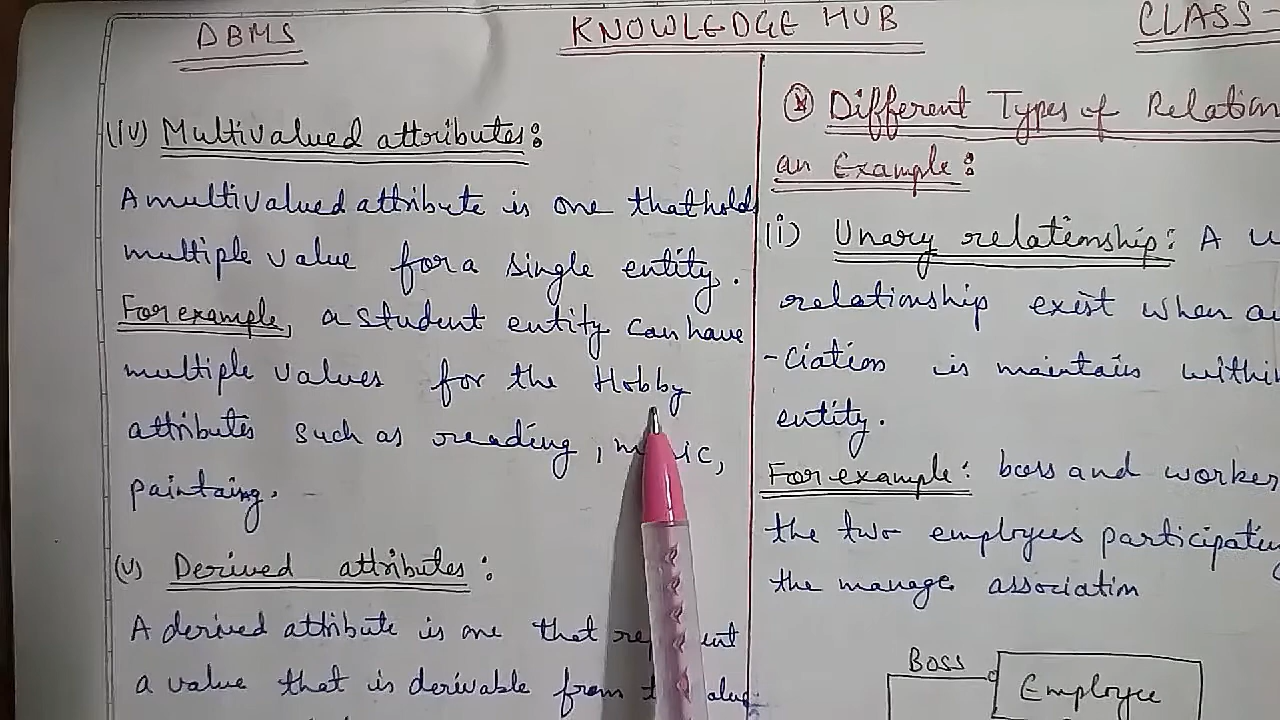 DBMS
KNOWLEDGE HUB
CLASS-
(iv) Multivalued attributes:
A multivalued attribute is one that holds
multiple value for a single entity.
For example, a student entity can have
multiple values for the Hobby
attributes such as reading, music,
paintaing.
(v) Derived attributes:
A derived attribute is one that represent
a value that is derivable from
Different Types of Relation
an Example:
(i) Unary relationship: A u
relationship exist when a
-ciation is maintais within
entity.
For example: boss and worker
the two employees participating
the manage association
Boss
Employee